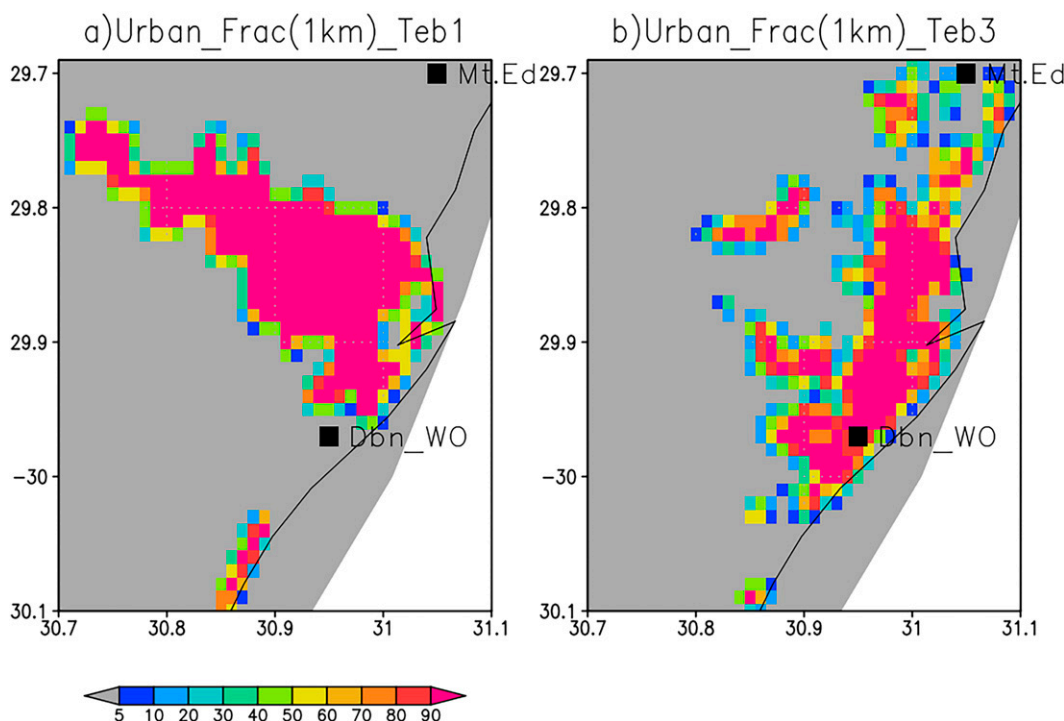 a)Urban_Frac(1km)_Teb1
b)Urban_Frac(1km)_Teb3
29.7
Mt.Ed
29.8
29.9
Dbn_WO
-30
30.1
30.7 30.8 30.9 31 31.1
29.7
Mt.Ed
29.8
29.9
Dbn_WO
-30
30.1
30.7 30.8 30.9 31 31.1
5 10 20 30 40 50 60 70 80 90